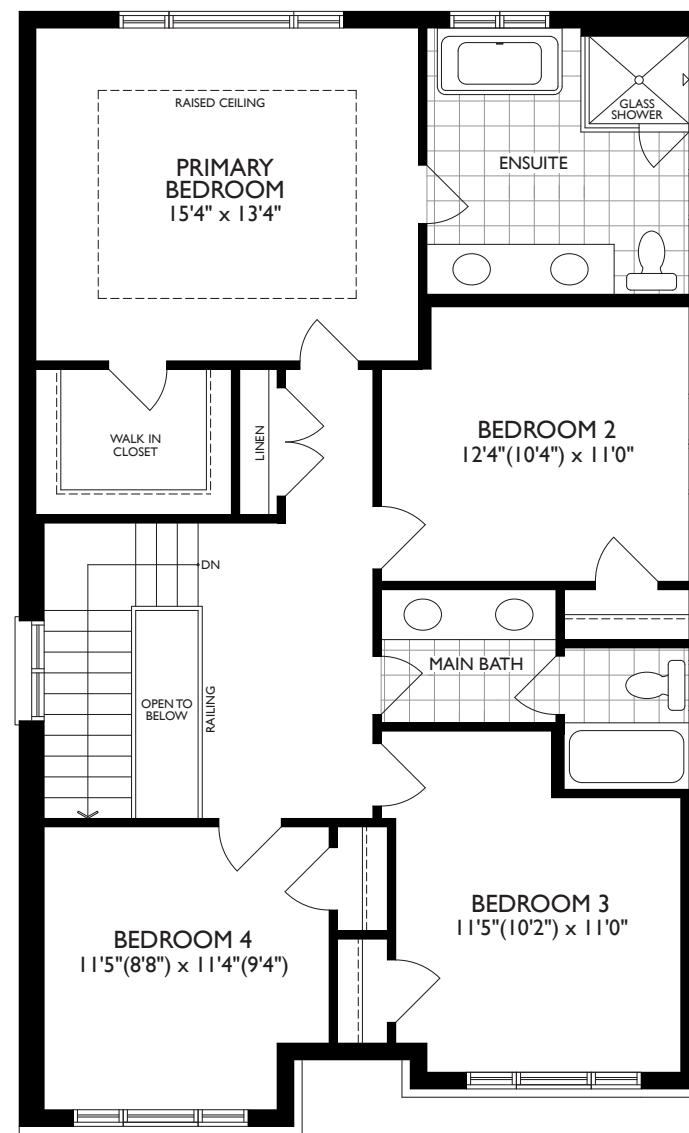 RAISED CEILING
PRIMARY
BEDROOM
15'4" x 13'4"
GLASS
SHOWER
ENSUITE
WALK IN
CLOSET
LINEN
BEDROOM 2
12'4"(10'4") x 11'0"
DN
MAIN BATH
OPEN TO
BELOW
RAILING
BEDROOM 3
11'5"(10'2") x 11'0"
BEDROOM 4
11'5"(8'8") x 11'4"(9'4")